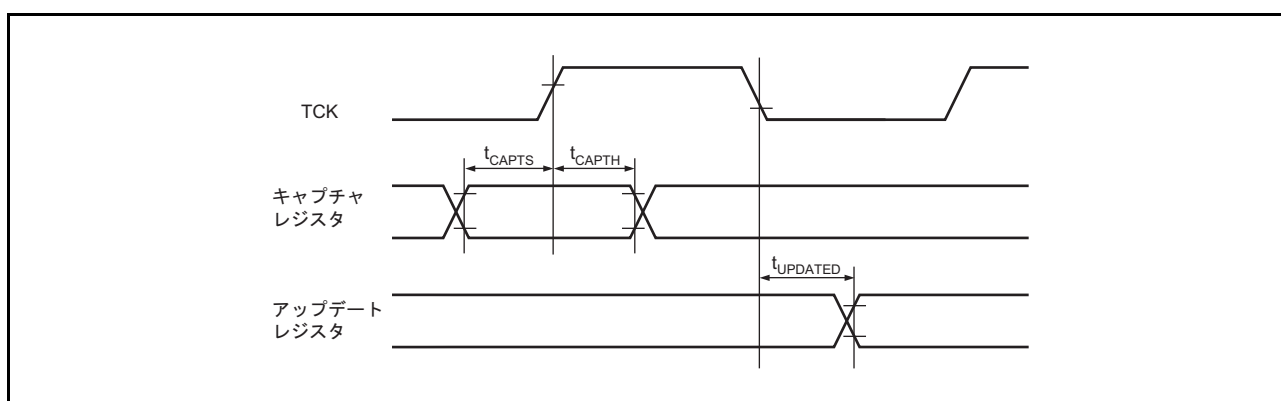 TCK
tCAPTS
tCAPTH
キャプチャ
レジスタ
tUPDATED
アップデート
レジスタ